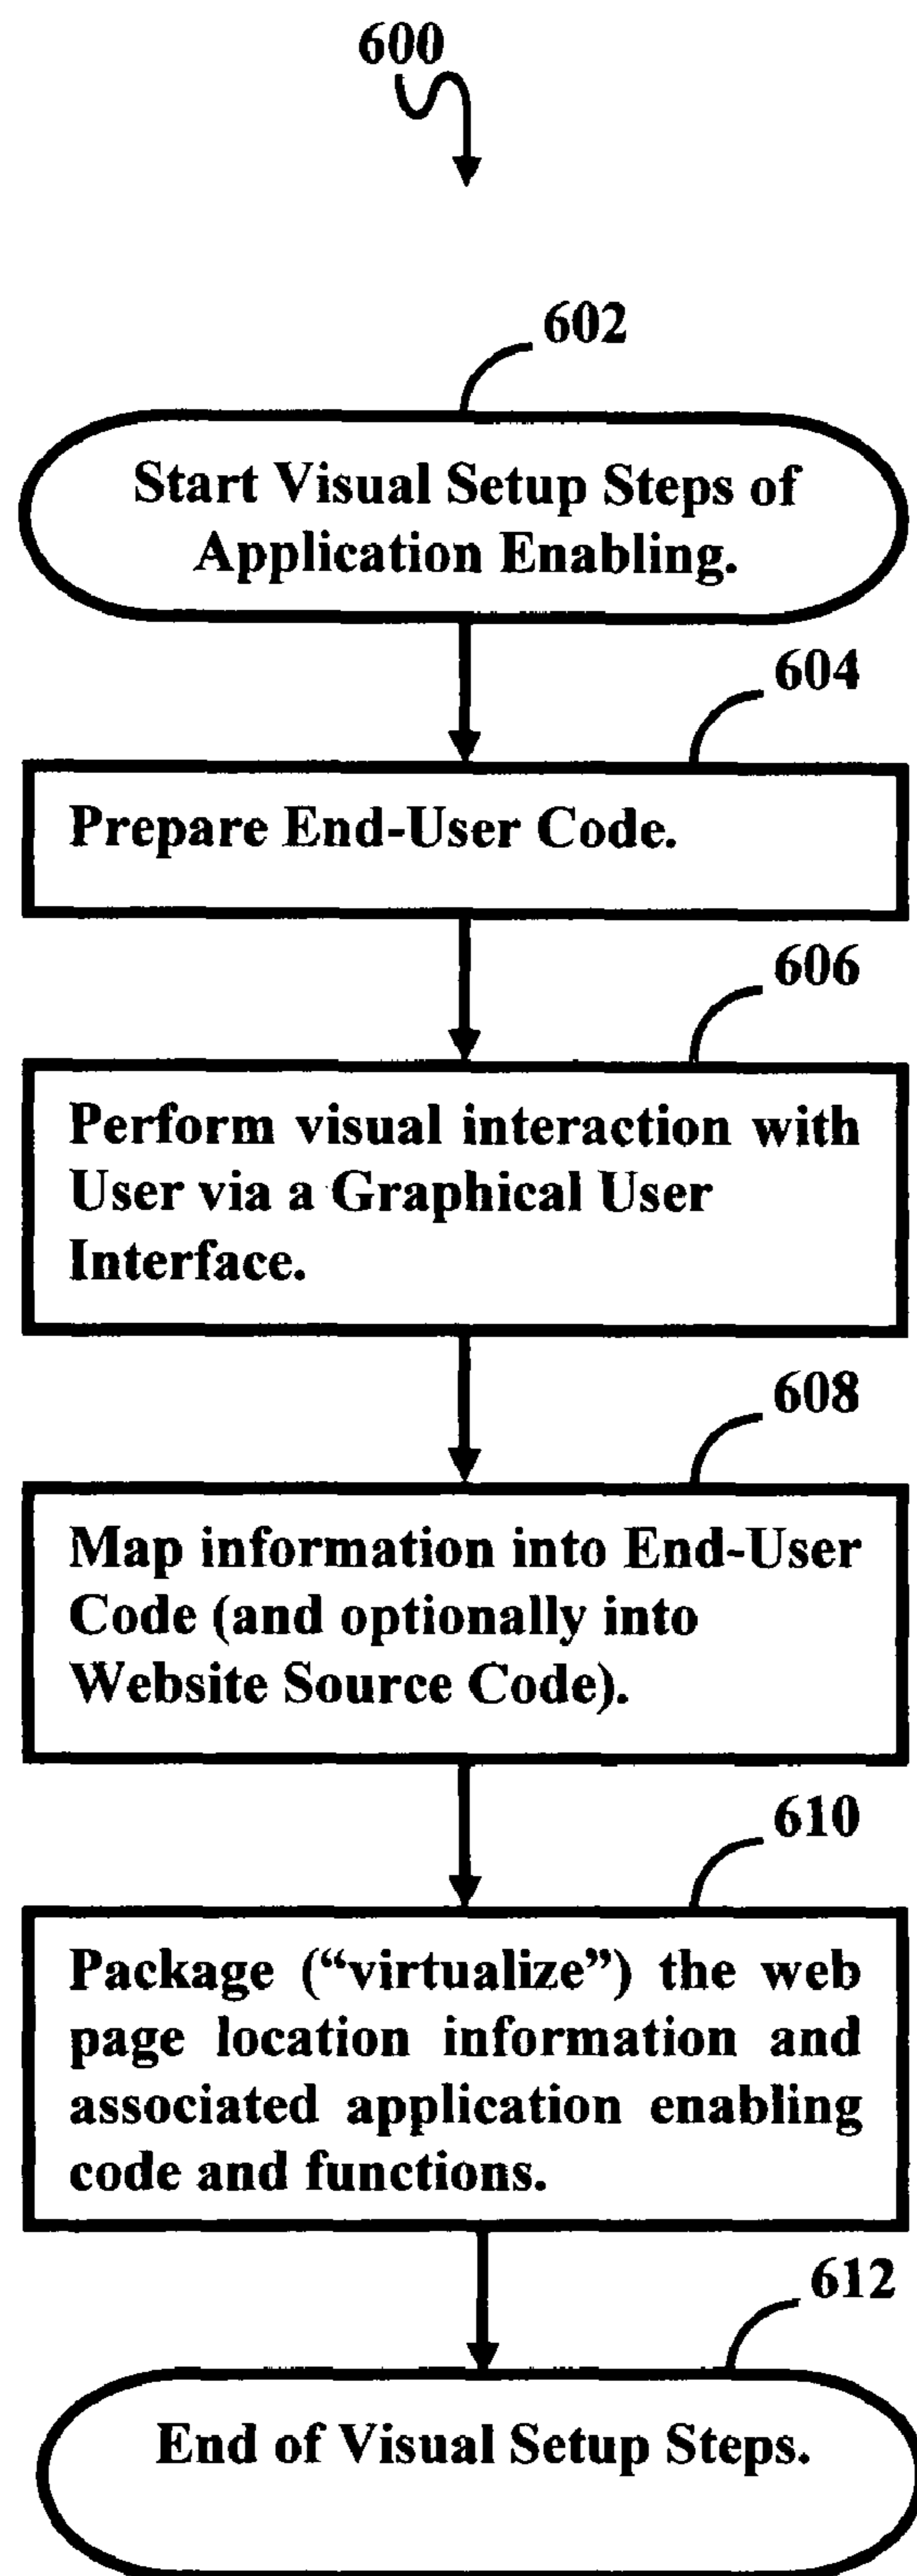 600
602
Start Visual Setup Steps of
Application Enabling.
604
Prepare End-User Code.
606
Perform visual interaction with
User via a Graphical User
Interface.
608
Map information into End-User
Code (and optionally into
Website Source Code).
610
Package (“virtualize”) the web
page location information and
associated application enabling
code and functions.
612
End of Visual Setup Steps.